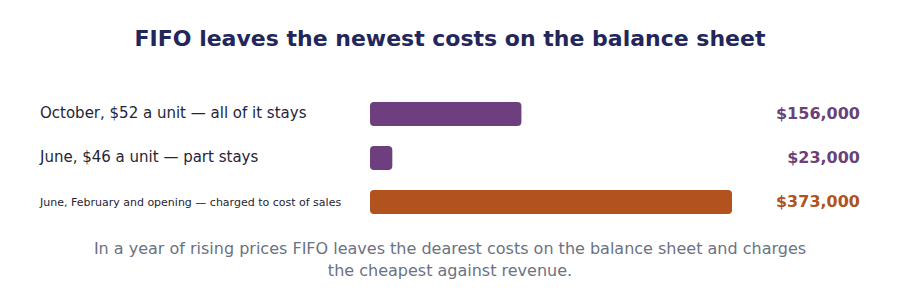 FIFO leaves the newest costs on the balance sheet
October, $52 a unit — all of it stays $156,000
June, $46 a unit — part stays $23,000
June, February and opening — charged to cost of sales $373,000
In a year of rising prices FIFO leaves the dearest costs on the balance sheet and charges
the cheapest against revenue.